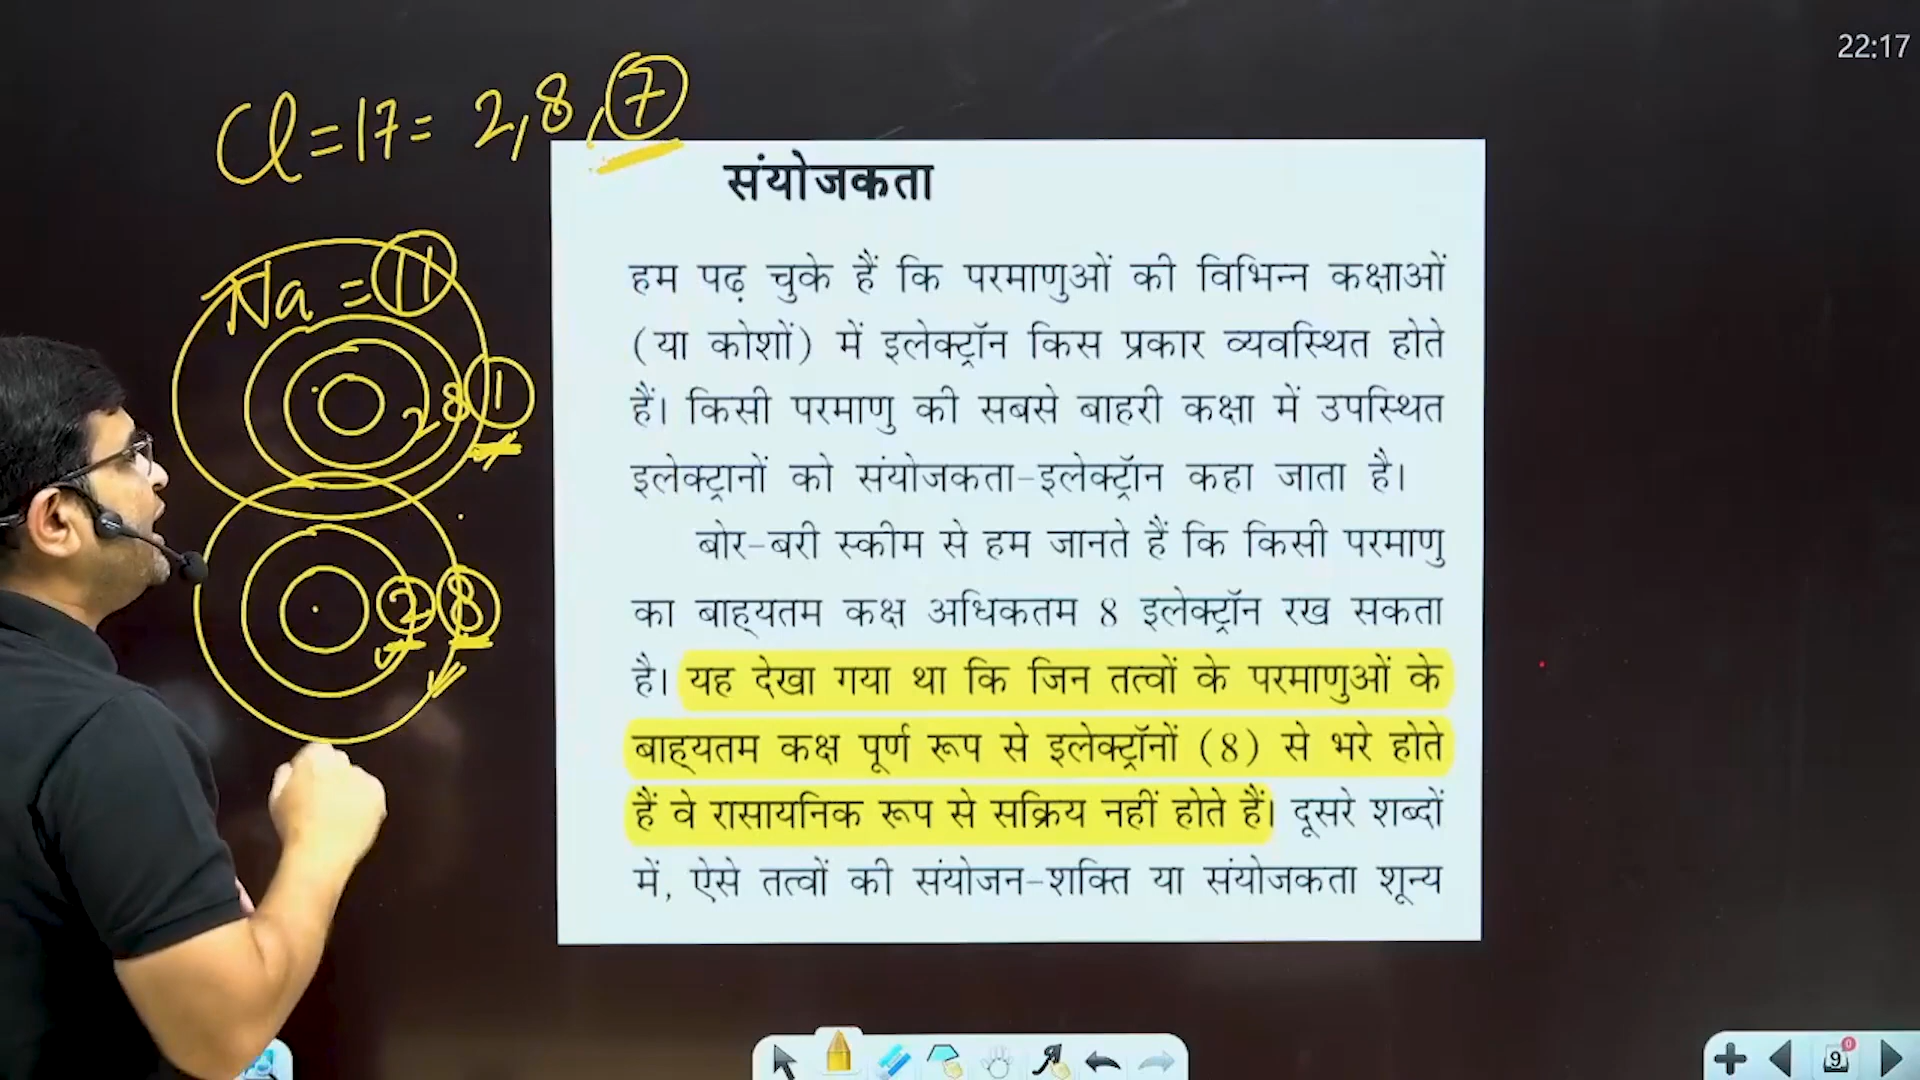 22:17
Cl = 17 = 2,8,7
संयोजकता
Na = 11
2 8 1
2 8
हम पढ़ चुके हैं कि परमाणुओं की विभिन्न कक्षाओं
(या कोशों) में इलेक्ट्रॉन किस प्रकार व्यवस्थित होते
हैं। किसी परमाणु की सबसे बाहरी कक्षा में उपस्थित
इलेक्ट्रानों को संयोजकता-इलेक्ट्रॉन कहा जाता है।
बोर-बरी स्कीम से हम जानते हैं कि किसी परमाणु
का बाह्यतम कक्ष अधिकतम 8 इलेक्ट्रॉन रख सकता
है। यह देखा गया था कि जिन तत्वों के परमाणुओं के
बाह्यतम कक्ष पूर्ण रूप से इलेक्ट्रॉनों (8) से भरे होते
हैं वे रासायनिक रूप से सक्रिय नहीं होते हैं। दूसरे शब्दों
में, ऐसे तत्वों की संयोजन-शक्ति या संयोजकता शून्य
9
0